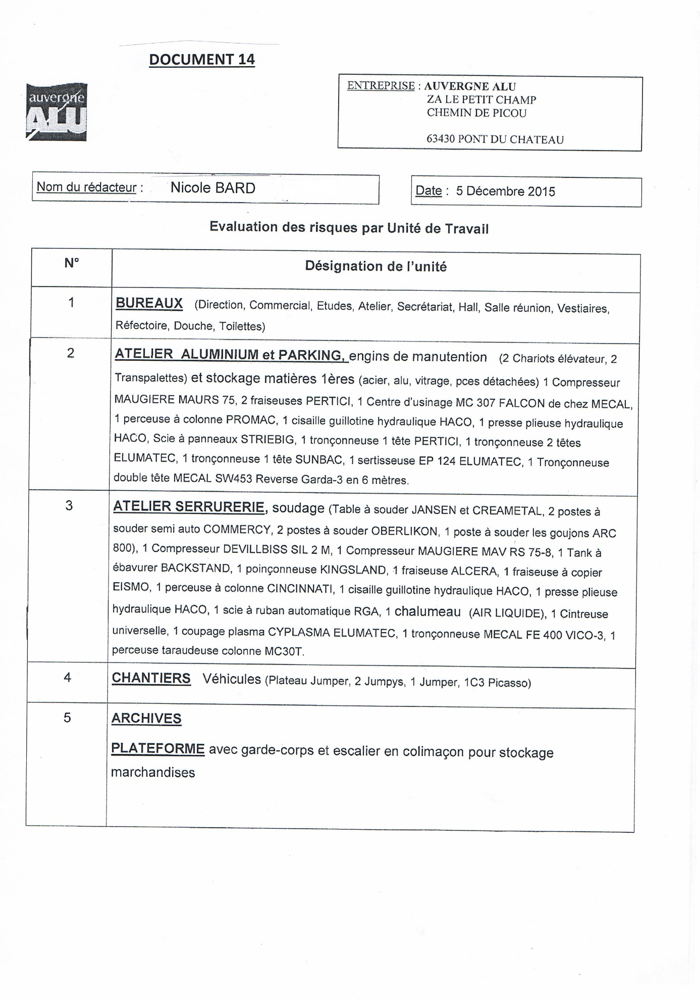 DOCUMENT 14
auvergne
ALU
ENTREPRISE : AUVERGNE ALU
ZA LE PETIT CHAMP
CHEMIN DE PICOU
63430 PONT DU CHATEAU
Nom du rédacteur : Nicole BARD
Date : 5 Décembre 2015
Evaluation des risques par Unité de Travail
N° Désignation de l'unité
1 BUREAUX (Direction, Commercial, Etudes, Atelier, Secrétariat, Hall, Salle réunion, Vestiaires,
Réfectoire, Douche, Toilettes)
2 ATELIER ALUMINIUM et PARKING, engins de manutention (2 Chariots élévateur, 2
Transpalettes) et stockage matières 1ères (acier, alu, vitrage, pces détachées) 1 Compresseur
MAUGIERE MAURS 75, 2 fraiseuses PERTICI, 1 Centre d'usinage MC 307 FALCON de chez MECAL,
1 perceuse à colonne PROMAC, 1 cisaille guillotine hydraulique HACO, 1 presse plieuse hydraulique
HACO, Scie à panneaux STRIEBIG, 1 tronçonneuse 1 tête PERTICI, 1 tronçonneuse 2 têtes
ELUMATEC, 1 tronçonneuse 1 tête SUNBAC, 1 sertisseuse EP 124 ELUMATEC, 1 Tronçonneuse
double tête MECAL SW453 Reverse Garda-3 en 6 mètres.
3 ATELIER SERRURERIE, soudage (Table à souder JANSEN et CREAMETAL, 2 postes à
souder semi auto COMMERCY, 2 postes à souder OBERLIKON, 1 poste à souder les goujons ARC
800), 1 Compresseur DEVILLBISS SIL 2 M, 1 Compresseur MAUGIERE MAV RS 75-8, 1 Tank à
ébavurer BACKSTAND, 1 poinçonneuse KINGSLAND, 1 fraiseuse ALCERA, 1 fraiseuse à copier
EISMO, 1 perceuse à colonne CINCINNATI, 1 cisaille guillotine hydraulique HACO, 1 presse plieuse
hydraulique HACO, 1 scie à ruban automatique RGA, 1 chalumeau (AIR LIQUIDE), 1 Cintreuse
universelle, 1 coupage plasma CYPLASMA ELUMATEC, 1 tronçonneuse MECAL FE 400 VICO-3, 1
perceuse taraudeuse colonne MC30T.
4 CHANTIERS Véhicules (Plateau Jumper, 2 Jumpys, 1 Jumper, 1C3 Picasso)
5 ARCHIVES
PLATEFORME avec garde-corps et escalier en colimaçon pour stockage
marchandises